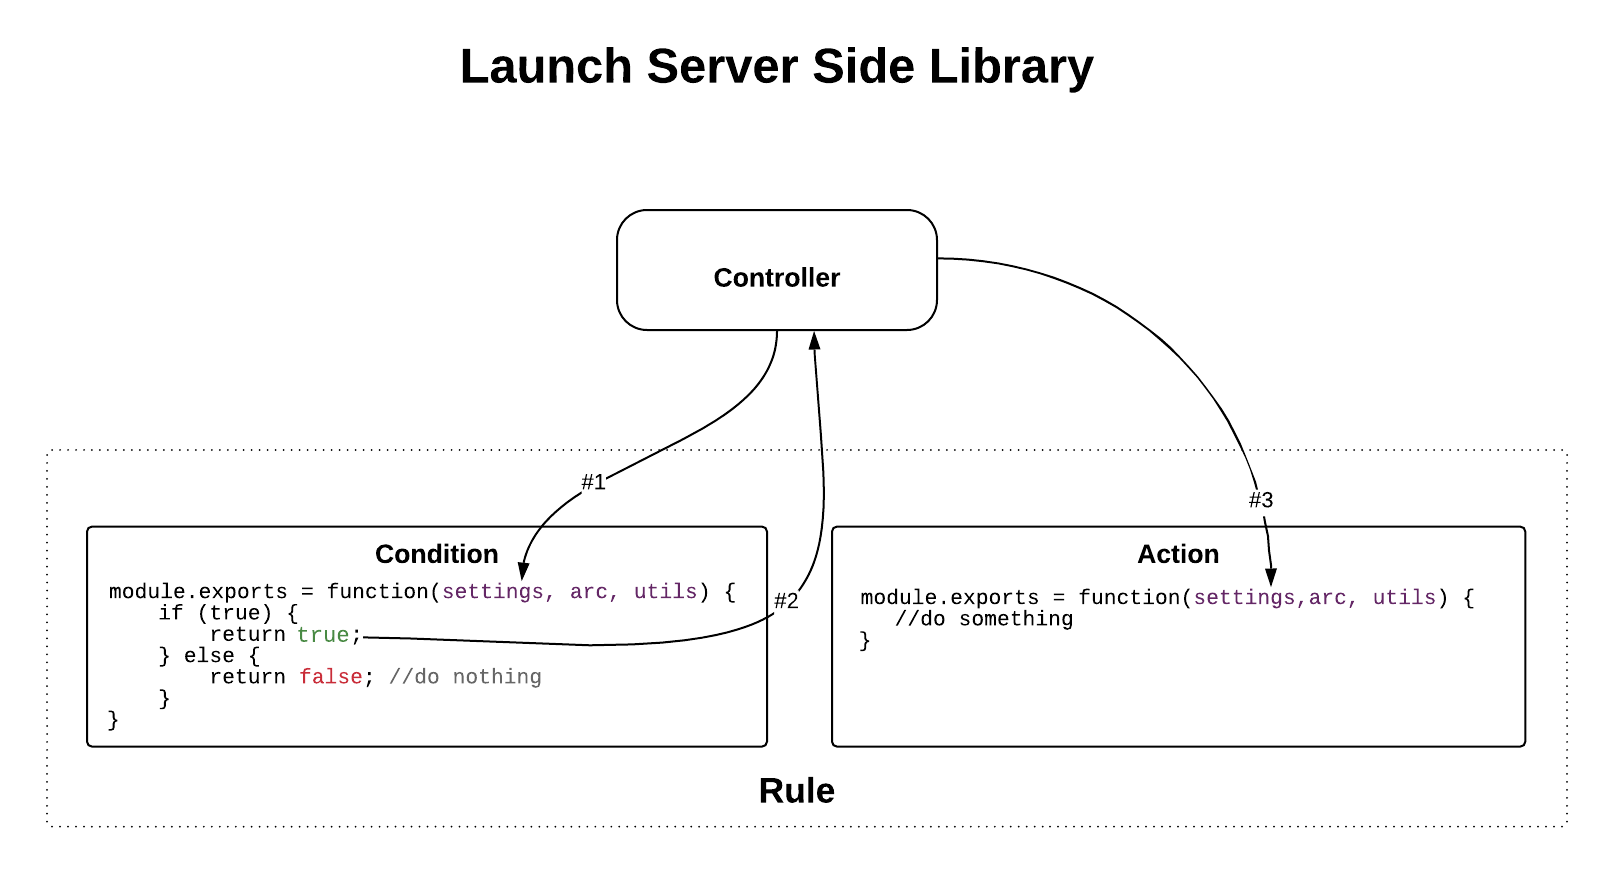 Launch Server Side Library
Controller
#1
#3
Condition
module.exports = function(settings, arc, utils) {
    if (true) {
        return true;
    } else {
        return false; //do nothing
    }
}
#2
Action
module.exports = function(settings,arc, utils) {
   //do something
}
Rule